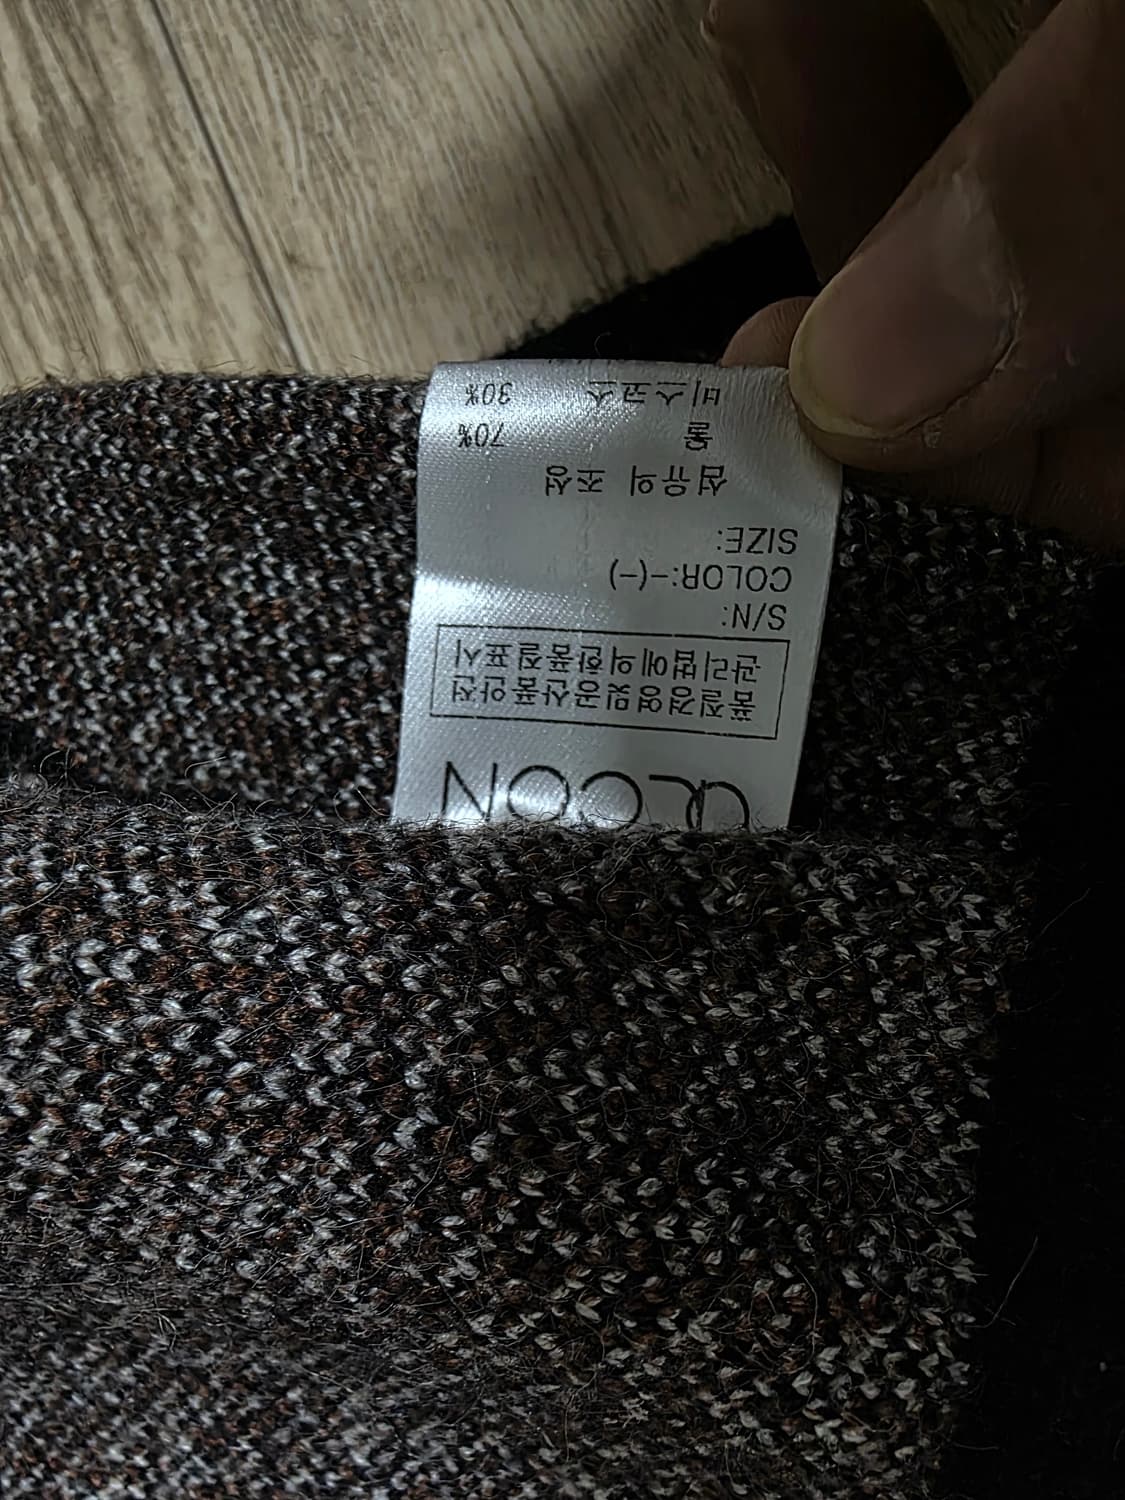 품질경영및공산품안전
관리법에의한품질표시
S/N:
COLOR:-(-)
SIZE:
섬유의 조성
울 70%
비스코스 30%